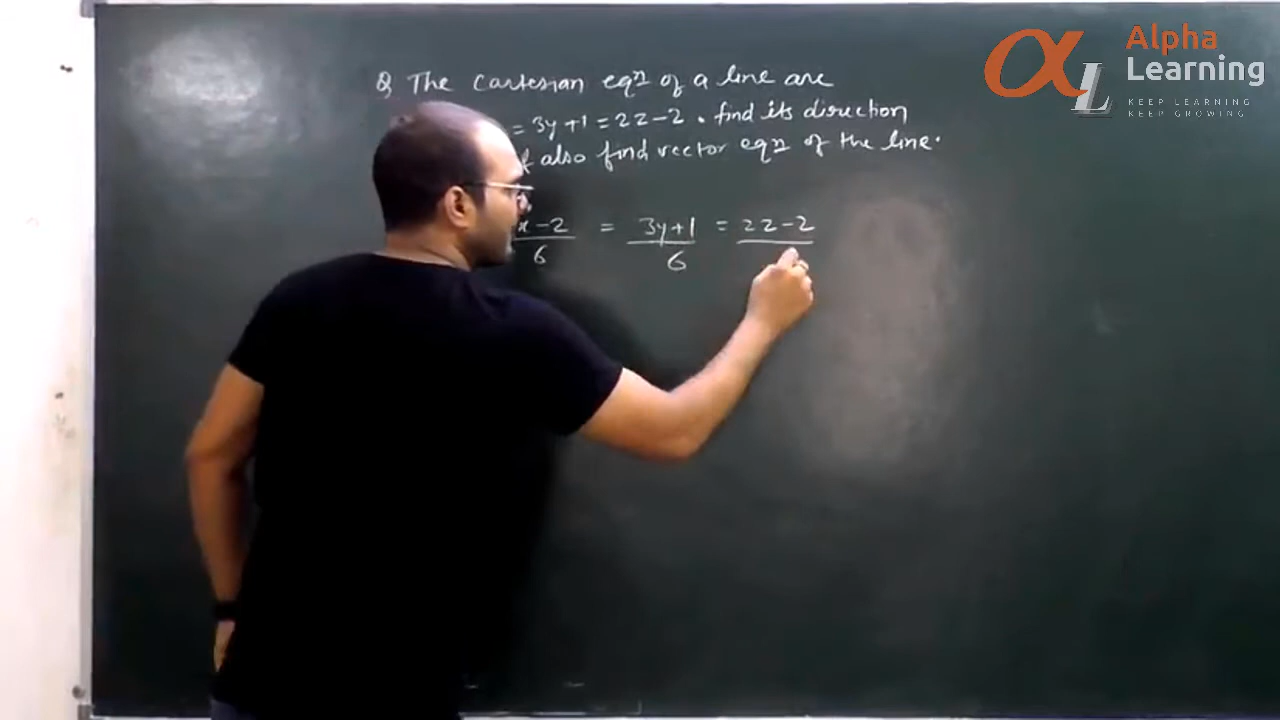 Q The Cartesian eqn of a line are
= 3y+1 = 2z-2 . find its direction
also find vector eqn of the line.
x-2 = 3y+1 = 2z-2
6 6
Alpha
Learning
KEEP LEARNING
KEEP GROWING